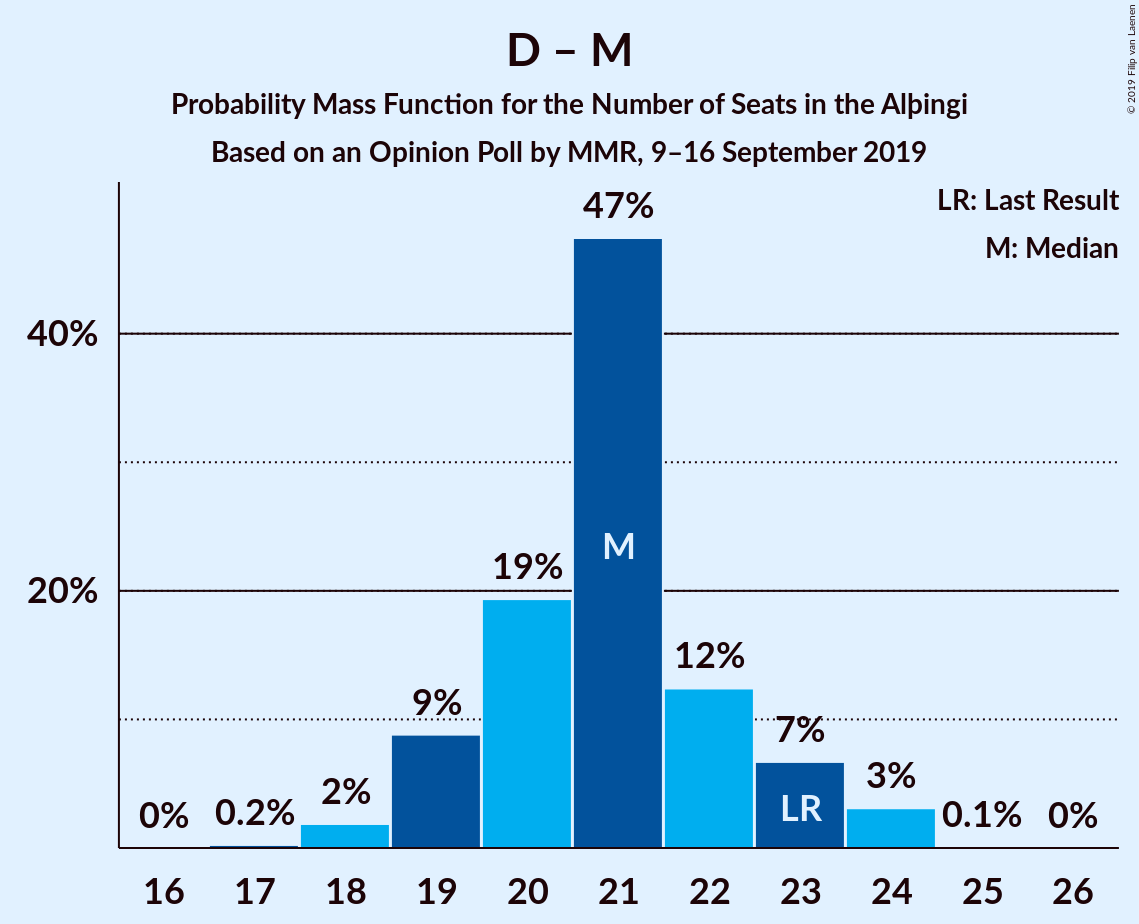 D – M
Probability Mass Function for the Number of Seats in the Alþingi
Based on an Opinion Poll by MMR, 9–16 September 2019
© 2019 Filip van Laenen
LR: Last Result
M: Median
47%
40%
M
19%
20%
12%
9%
7%
3%
2%
LR
0%
0.2%
0.1%
0%
16 17 18 19 20 21 22 23 24 25 26